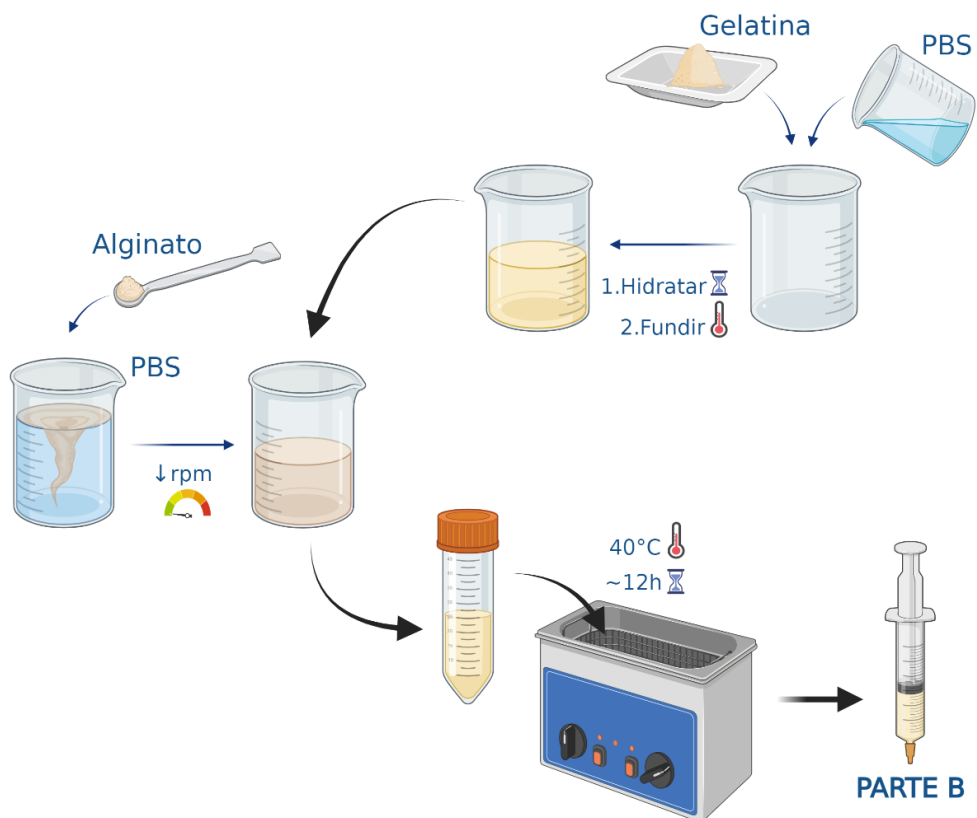 Gelatina
PBS
1.Hidratar
2.Fundir
Alginato
PBS
↓rpm
40°C
~12h
PARTE B